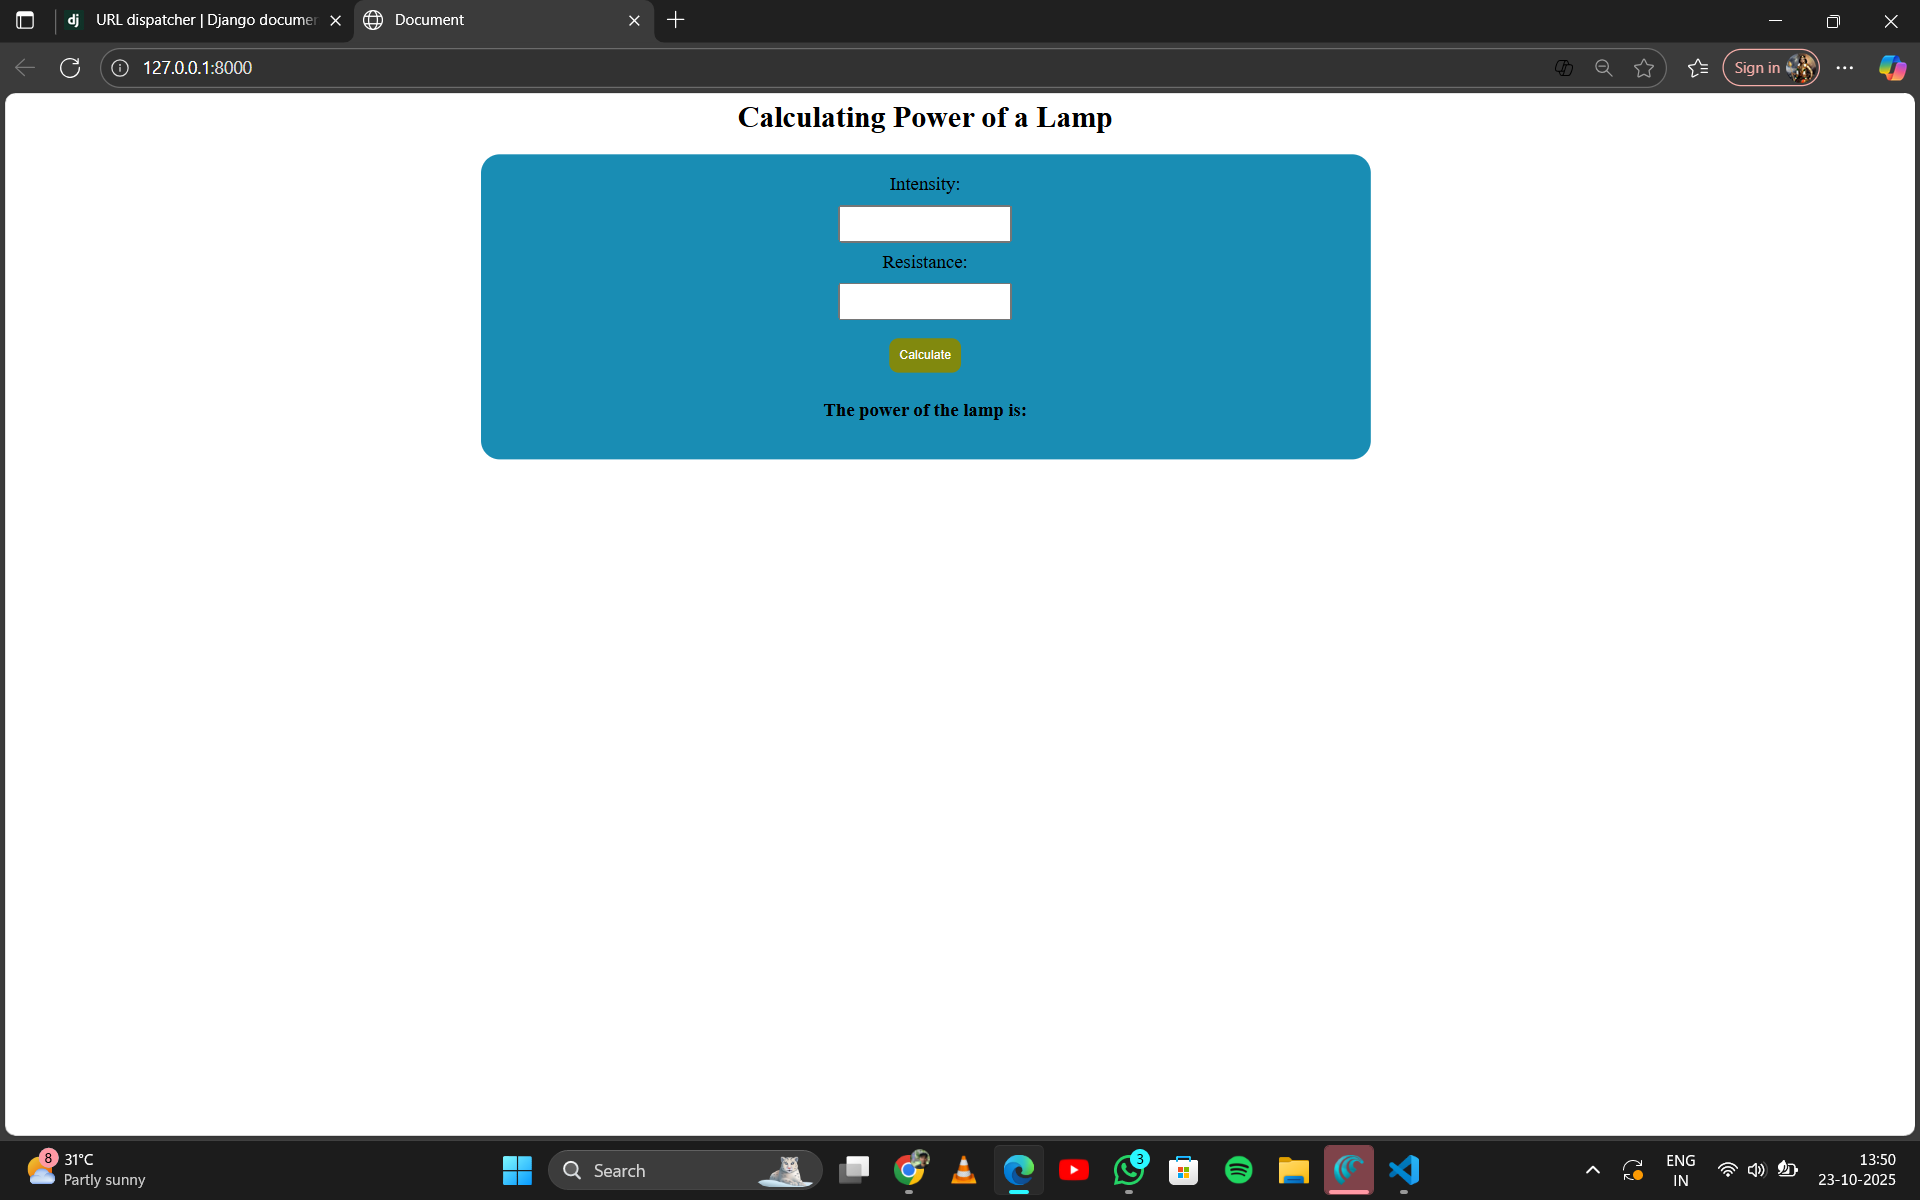 dj URL dispatcher | Django documen Document
127.0.0.1:8000 Sign in
Calculating Power of a Lamp
Intensity:
Resistance:
Calculate
The power of the lamp is:
8 31°C
Partly sunny
Search
3
ENG
IN
13:50
23-10-2025